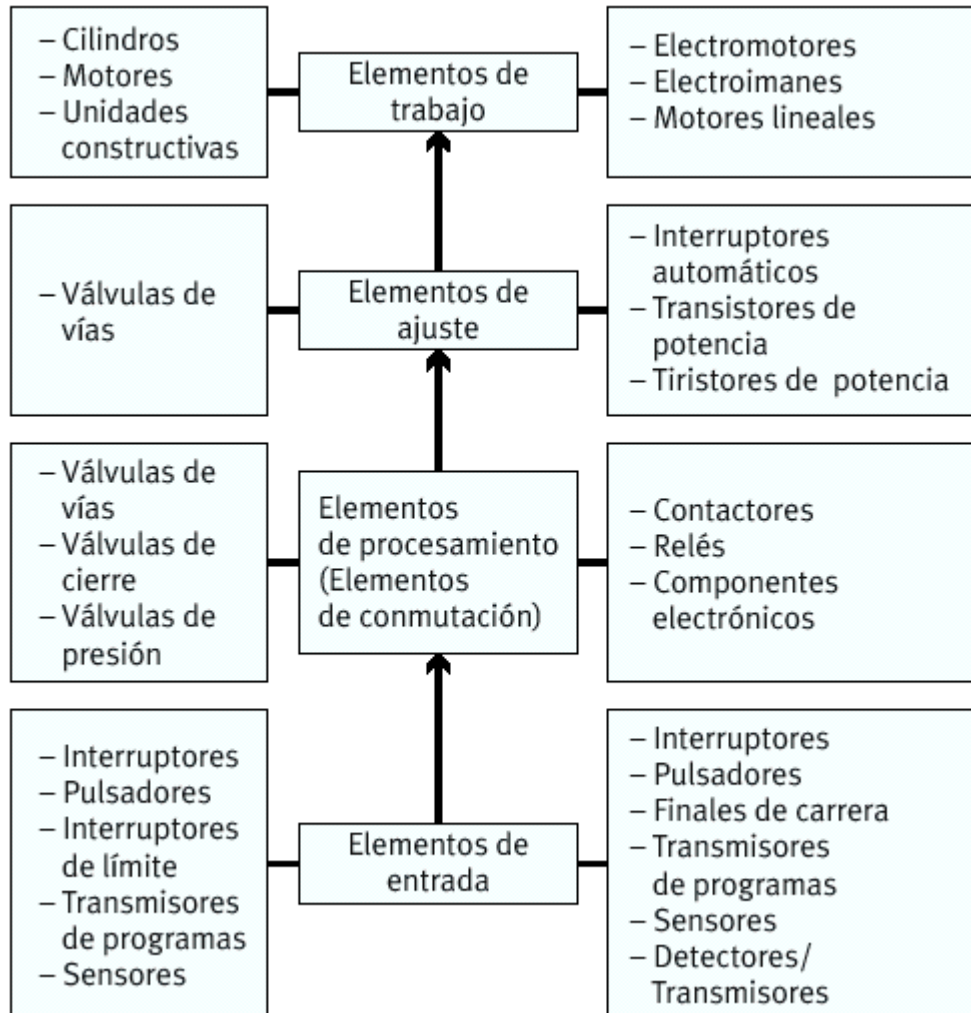 – Cilindros
– Motores
– Unidades
constructivas
Elementos de
trabajo
– Electromotores
– Electroimanes
– Motores lineales
– Válvulas de
vías
Elementos de
ajuste
– Interruptores
automáticos
– Transistores de
potencia
– Tiristores de potencia
– Válvulas de
vías
– Válvulas de
cierre
– Válvulas de
presión
Elementos
de procesamiento
(Elementos
de conmutación)
– Contactores
– Relés
– Componentes
electrónicos
– Interruptores
– Pulsadores
– Interruptores
de límite
– Transmisores
de programas
– Sensores
Elementos de
entrada
– Interruptores
– Pulsadores
– Finales de carrera
– Transmisores
de programas
– Sensores
– Detectores/
Transmisores